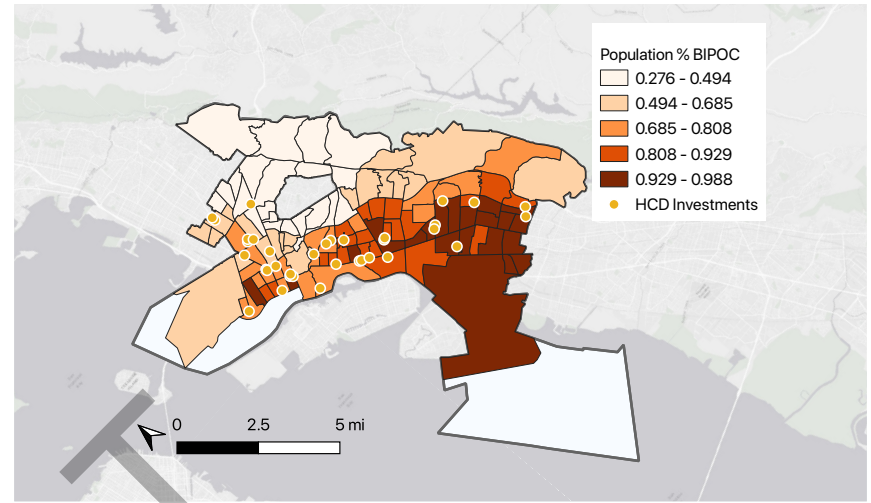 Population % BIPOC
0.276 - 0.494
0.494 - 0.685
0.685 - 0.808
0.808 - 0.929
0.929 - 0.988
HCD Investments
0 2.5 5 mi